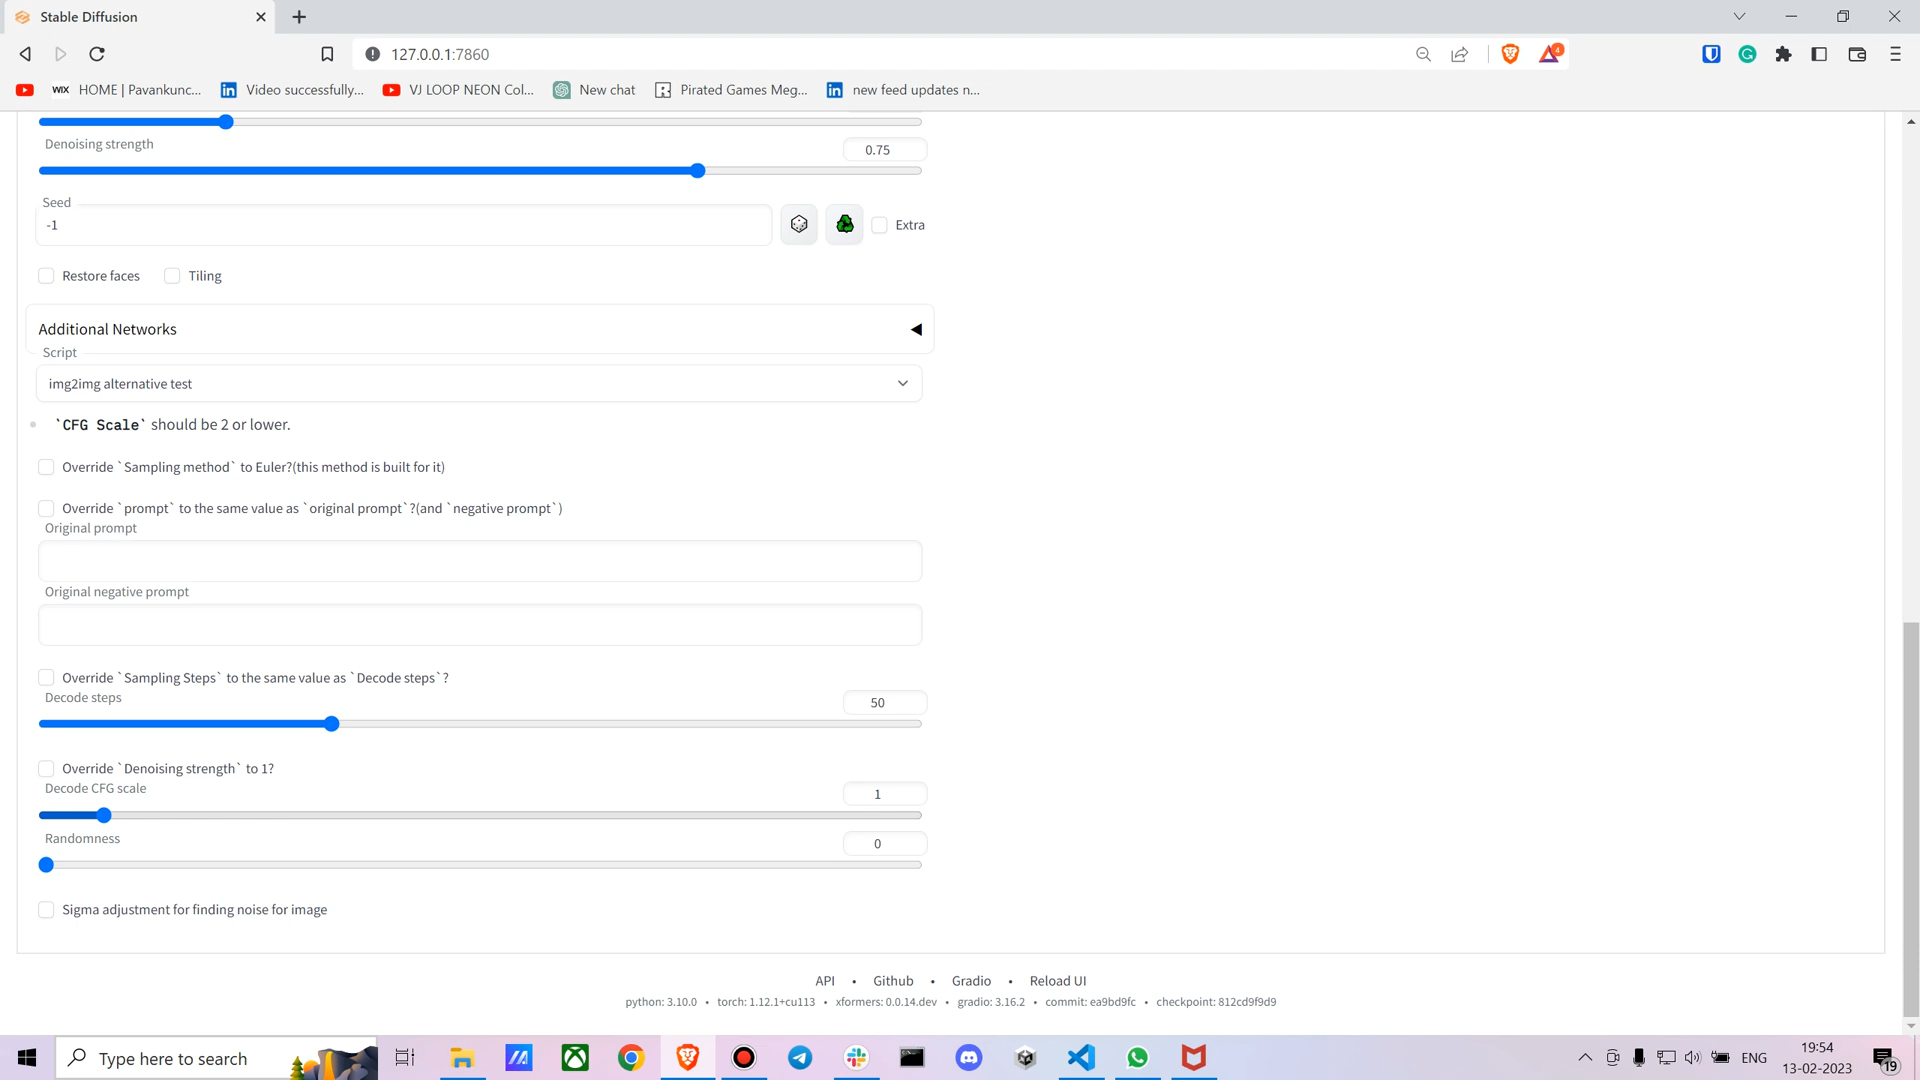 Stable Diffusion
127.0.0.1:7860
4
WIX HOME | Pavankunc... Video successfully... VJ LOOP NEON Col... New chat Pirated Games Meg... new feed updates n...
Denoising strength
0.75
Seed
-1
Extra
Restore faces Tiling
Additional Networks
Script
img2img alternative test
`CFG Scale` should be 2 or lower.
Override `Sampling method` to Euler?(this method is built for it)
Override `prompt` to the same value as `original prompt`?(and `negative prompt`)
Original prompt
Original negative prompt
Override `Sampling Steps` to the same value as `Decode steps`?
Decode steps
50
Override `Denoising strength` to 1?
Decode CFG scale
1
Randomness
0
Sigma adjustment for finding noise for image
API • Github • Gradio • Reload UI
python: 3.10.0 • torch: 1.12.1+cu113 • xformers: 0.0.14.dev • gradio: 3.16.2 • commit: ea9bd9fc • checkpoint: 812cd9f9d9
Type here to search
ENG
19:54
13-02-2023
19